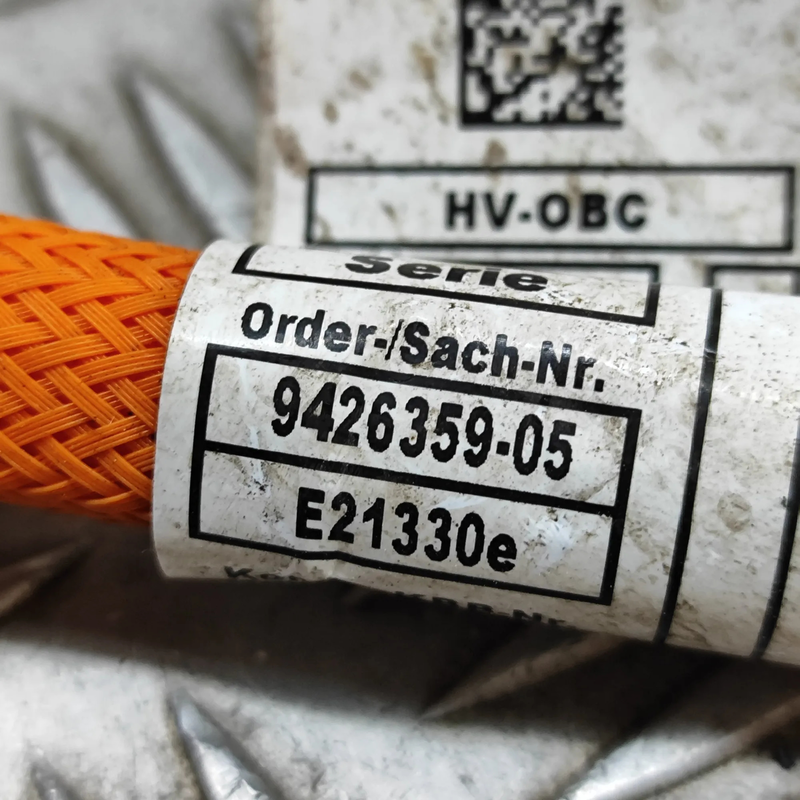 HV-OBC
Serie
Order-/Sach-Nr.
9426359-05
E21330e